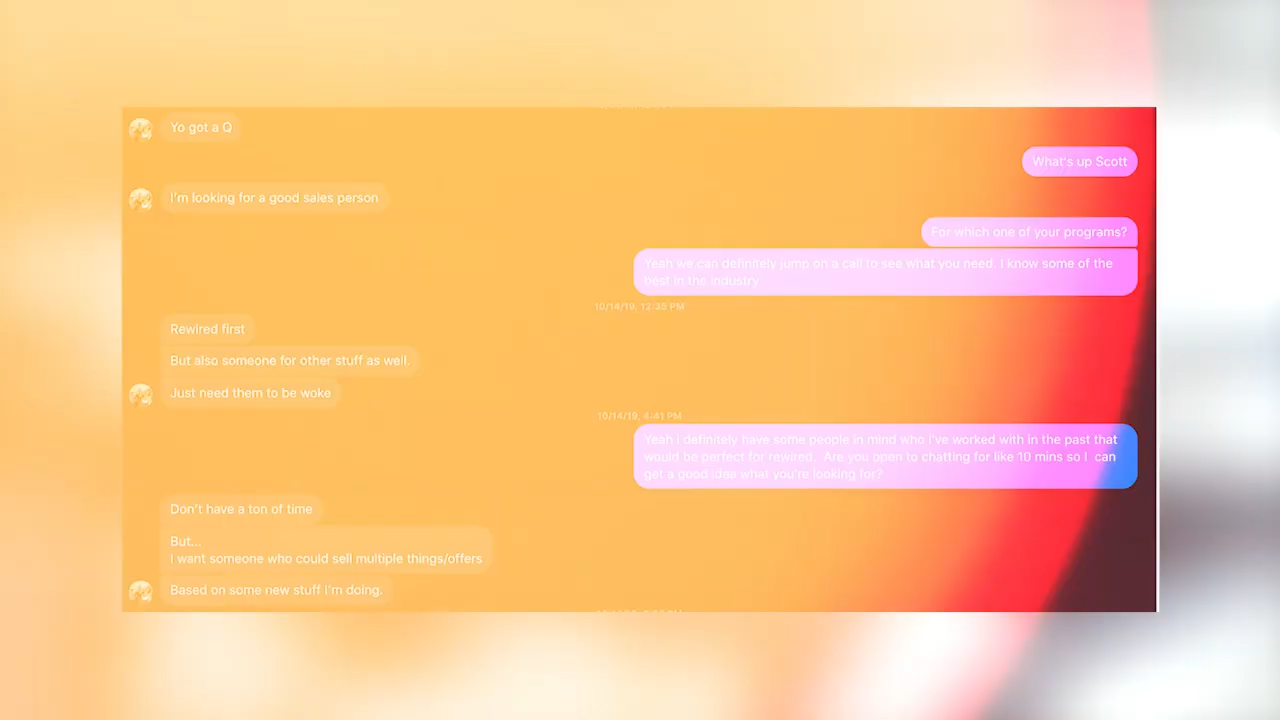 Yo got a Q
What's up Scott
I'm looking for a good sales person
For which one of your programs?
Yeah we can definitely jump on a call to see what you need. I know some of the
best in the industry
10/14/19, 12:35 PM
Rewired first
But also someone for other stuff as well.
Just need them to be woke
10/14/19, 4:41 PM
Yeah I definitely have some people in mind who I've worked with in the past that
would be perfect for rewired. Are you open to chatting for like 10 mins so I can
get a good idea what you're looking for?
Don't have a ton of time
But...
I want someone who could sell multiple things/offers
Based on some new stuff I'm doing.